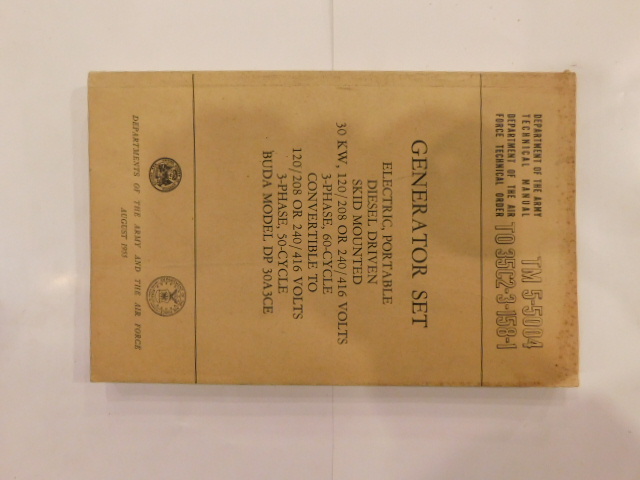 DEPARTMENT OF THE ARMY
TECHNICAL MANUAL
TM 5-5004
DEPARTMENT OF THE AIR
FORCE TECHNICAL ORDER
TO 35C2-3-158-1
GENERATOR SET
ELECTRIC, PORTABLE
DIESEL DRIVEN
SKID MOUNTED
30 KW, 120/208 OR 240/416 VOLTS
3-PHASE, 60-CYCLE
CONVERTIBLE TO
120/208 OR 240/416 VOLTS
3-PHASE, 50-CYCLE
BUDA MODEL DP 30A3CE
DEPARTMENTS OF THE ARMY AND THE AIR FORCE
AUGUST 1955